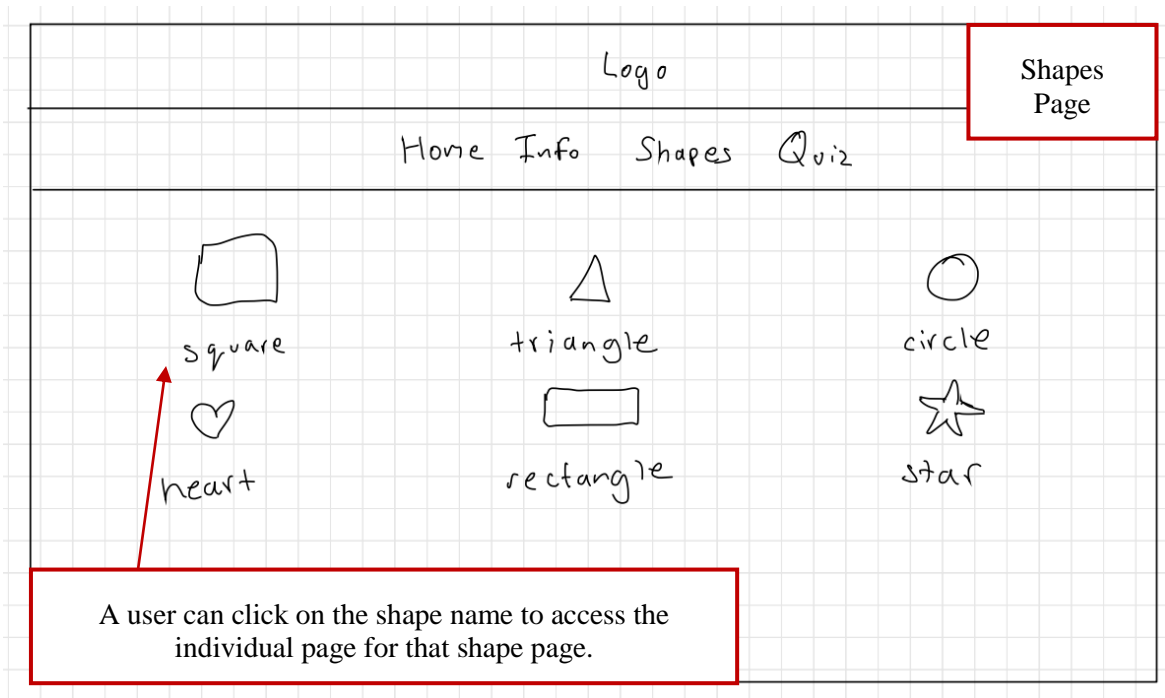 Logo
Shapes
Page
Home Info Shapes Quiz
square triangle circle
heart rectangle star
A user can click on the shape name to access the
individual page for that shape page.